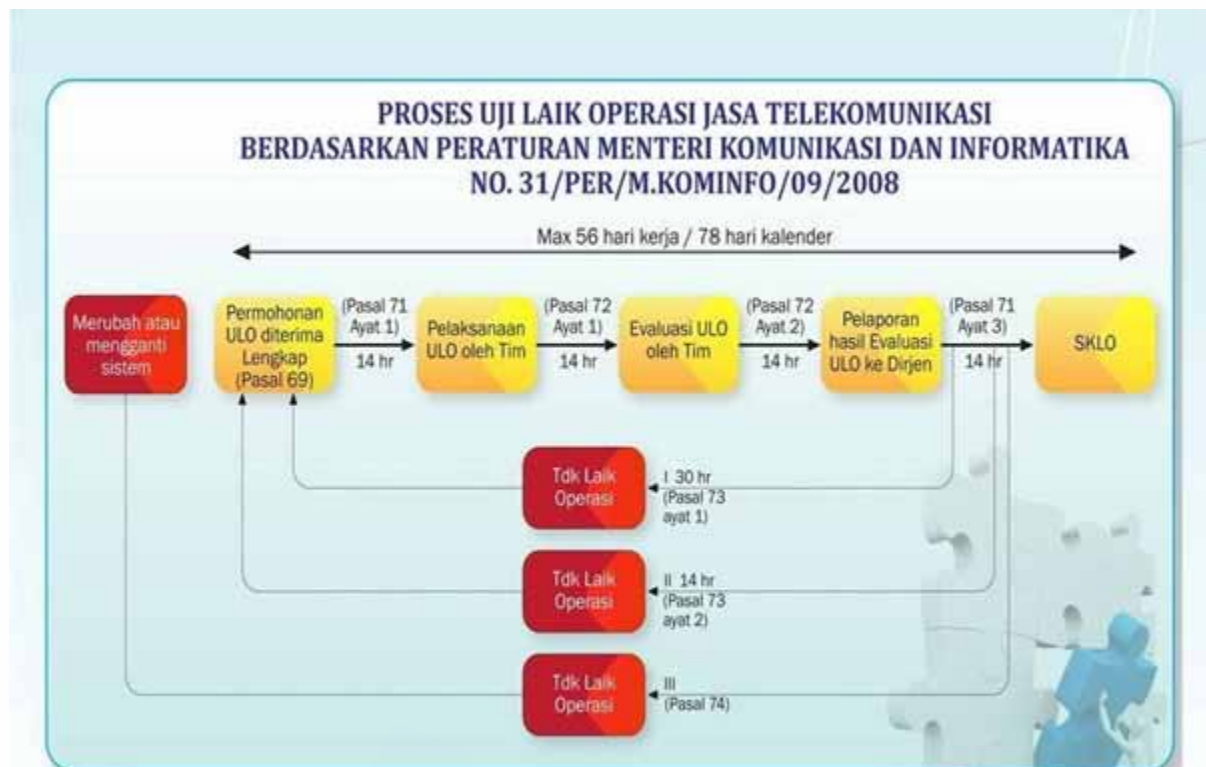 PROSES UJI LAIK OPERASI JASA TELEKOMUNIKASI
BERDASARKAN PERATURAN MENTERI KOMUNIKASI DAN INFORMATIKA
NO. 31/PER/M.KOMINFO/09/2008
Max 56 hari kerja / 78 hari kalender
Merubah atau
mengganti
sistem
Permohonan
ULO diterima
Lengkap
(Pasal 69)
(Pasal 71
Ayat 1)
14 hr
Pelaksanaan
ULO oleh Tim
(Pasal 72
Ayat 1)
14 hr
Evaluasi ULO
oleh Tim
(Pasal 72
Ayat 2)
14 hr
Pelaporan
hasil Evaluasi
ULO ke Dirjen
(Pasal 71
Ayat 3)
14 hr
SKLO
Tdk Laik
Operasi
I 30 hr
(Pasal 73
ayat 1)
Tdk Laik
Operasi
II 14 hr
(Pasal 73
ayat 2)
Tdk Laik
Operasi
III
(Pasal 74)